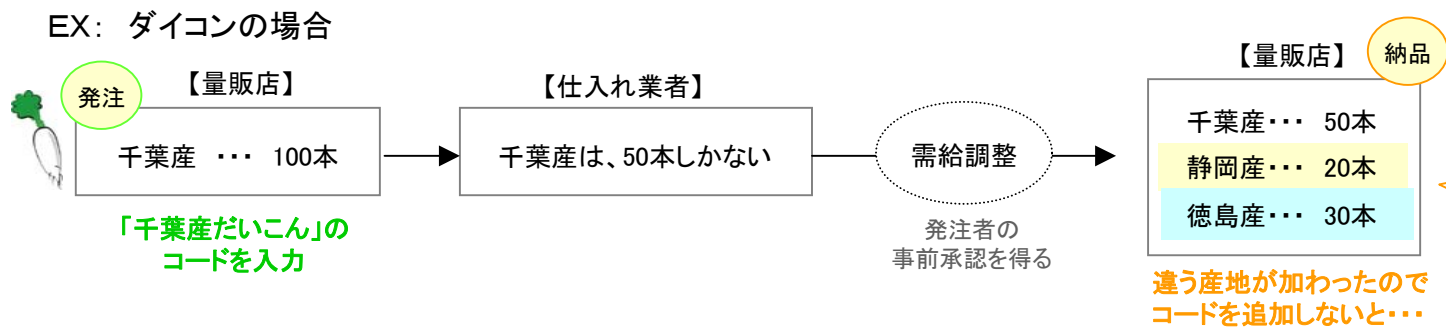 EX： ダイコンの場合
発注
【量販店】
千葉産 ・・・ 100本
「千葉産だいこん」の
コードを入力
【仕入れ業者】
千葉産は、50本しかない
需給調整
発注者の
事前承認を得る
【量販店】
納品
千葉産・・・ 50本
静岡産・・・ 20本
徳島産・・・ 30本
違う産地が加わったので
コードを追加しないと・・・